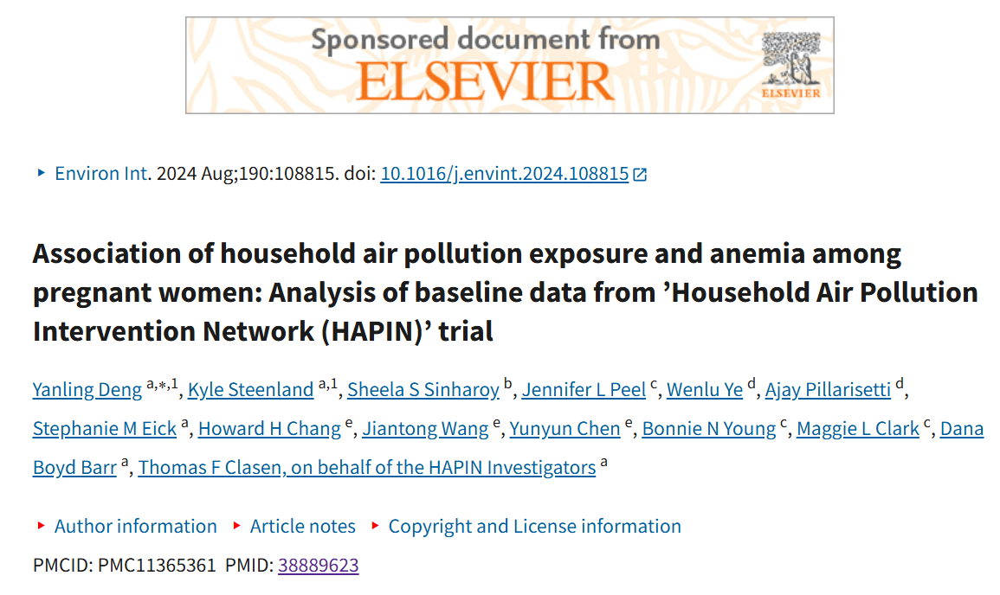 Sponsored document from
ELSEVIER
ELSEVIER
‣ Environ Int. 2024 Aug;190:108815. doi: 10.1016/j.envint.2024.108815
Association of household air pollution exposure and anemia among
pregnant women: Analysis of baseline data from ’Household Air Pollution
Intervention Network (HAPIN)’ trial
Yanling Deng a,*,1, Kyle Steenland a,1, Sheela S Sinharoy b, Jennifer L Peel c, Wenlu Ye d, Ajay Pillarisetti d,
Stephanie M Eick a, Howard H Chang e, Jiantong Wang e, Yunyun Chen e, Bonnie N Young c, Maggie L Clark c, Dana
Boyd Barr a, Thomas F Clasen, on behalf of the HAPIN Investigators a
‣ Author information ‣ Article notes ‣ Copyright and License information
PMCID: PMC11365361 PMID: 38889623